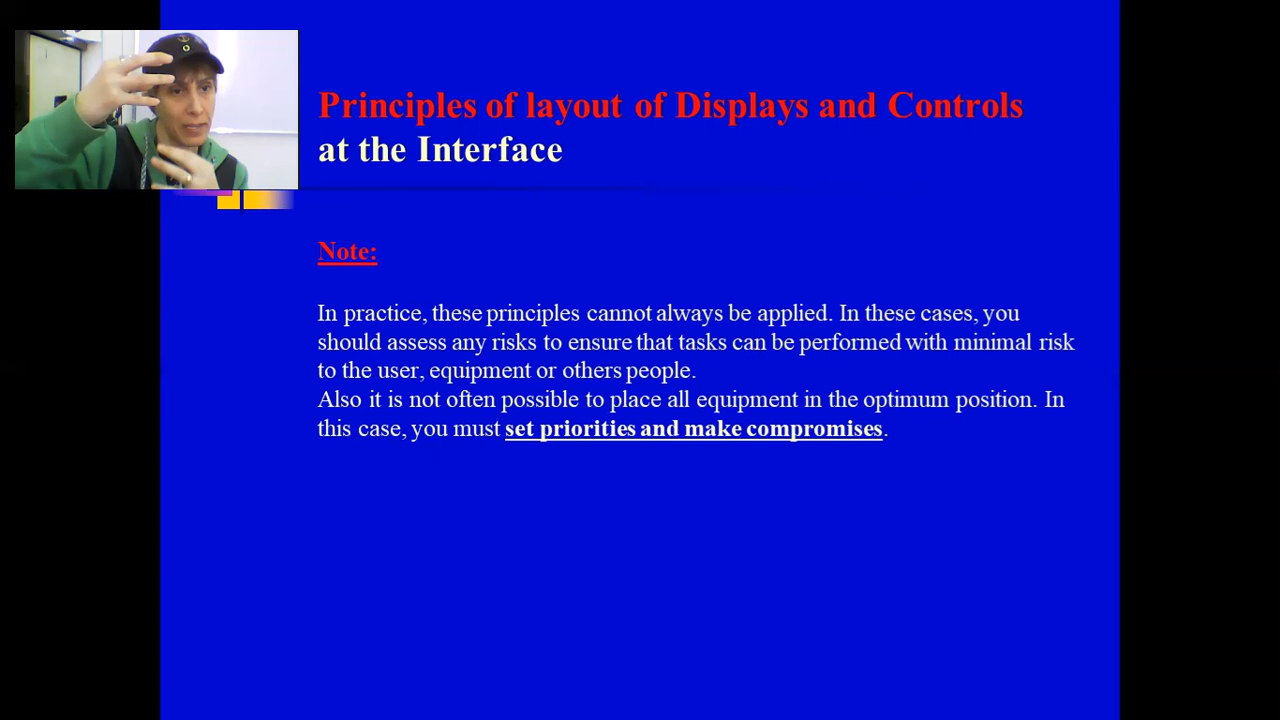 Principles of layout of Displays and Controls
at the Interface
Note:
In practice, these principles cannot always be applied. In these cases, you
should assess any risks to ensure that tasks can be performed with minimal risk
to the user, equipment or others people.
Also it is not often possible to place all equipment in the optimum position. In
this case, you must set priorities and make compromises.